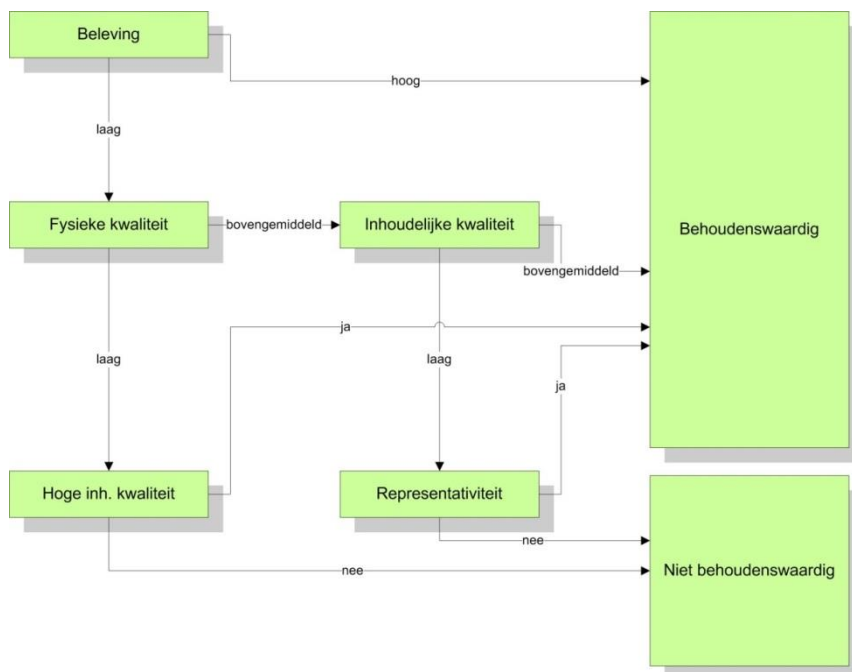 Beleving
hoog
laag
Fysieke kwaliteit
bovengemiddeld
Inhoudelijke kwaliteit
Behoudenswaardig
bovengemiddeld
ja
laag
laag
ja
Hoge inh. kwaliteit
Representativiteit
nee
nee
Niet behoudenswaardig